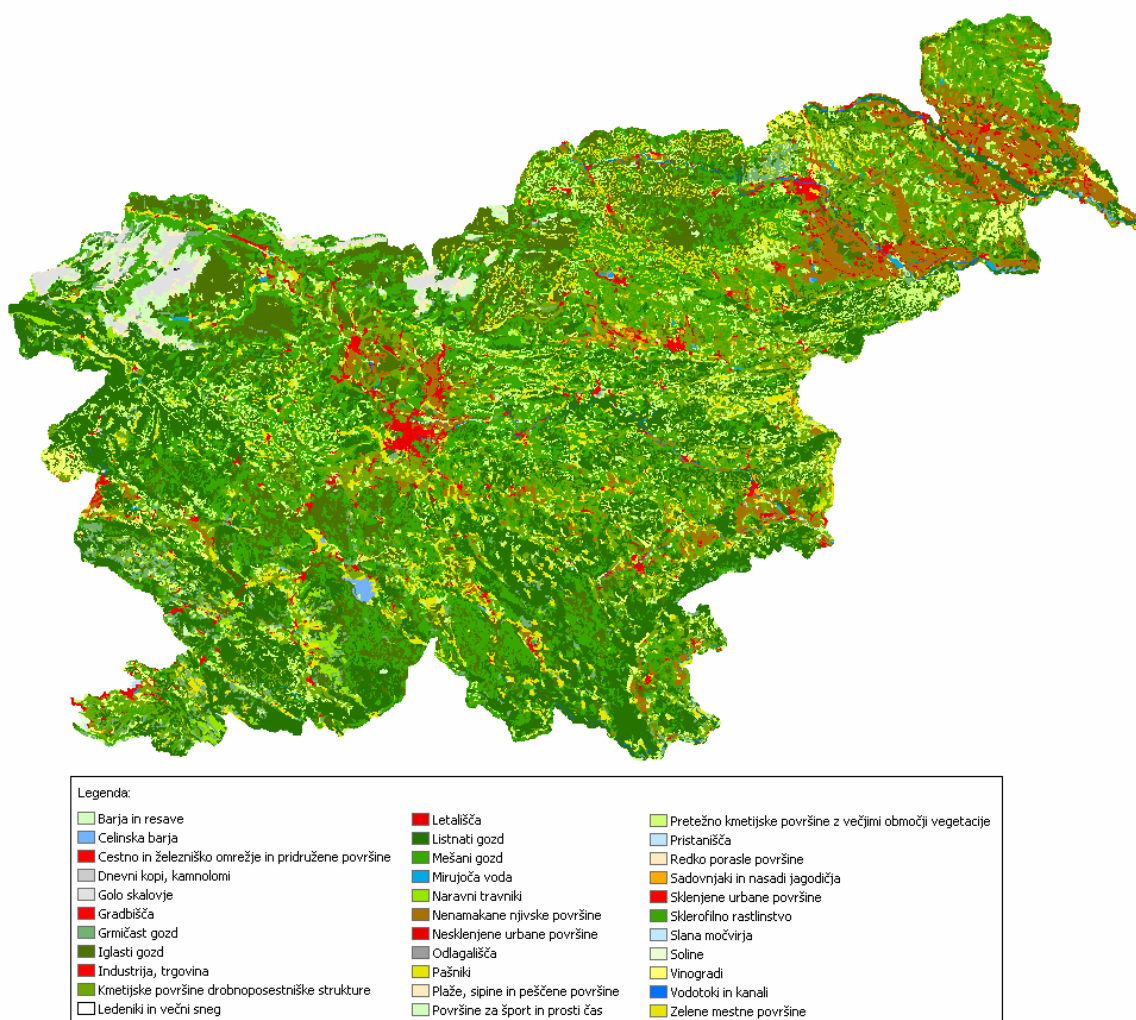 Legenda:
Barja in resave
Celinska barja
Cestno in železniško omrežje in pridružene površine
Dnevni kopi, kamnolomi
Golo skalovje
Gradbišča
Grmičast gozd
Iglasti gozd
Industrija, trgovina
Kmetijske površine drobnoposestniške strukture
Ledeniki in večni sneg
Letališča
Listnati gozd
Mešani gozd
Mirujoča voda
Naravni travniki
Nenamakane njivske površine
Nesklenjene urbane površine
Odlagališča
Pašniki
Plaže, sipine in peščene površine
Površine za šport in prosti čas
Pretežno kmetijske površine z večjimi območji vegetacije
Pristanišča
Redko porasle površine
Sadovnjaki in nasadi jagodičja
Sklenjene urbane površine
Sklerofilno rastlinstvo
Slana močvirja
Soline
Vinogradi
Vodotoki in kanali
Zelene mestne površine